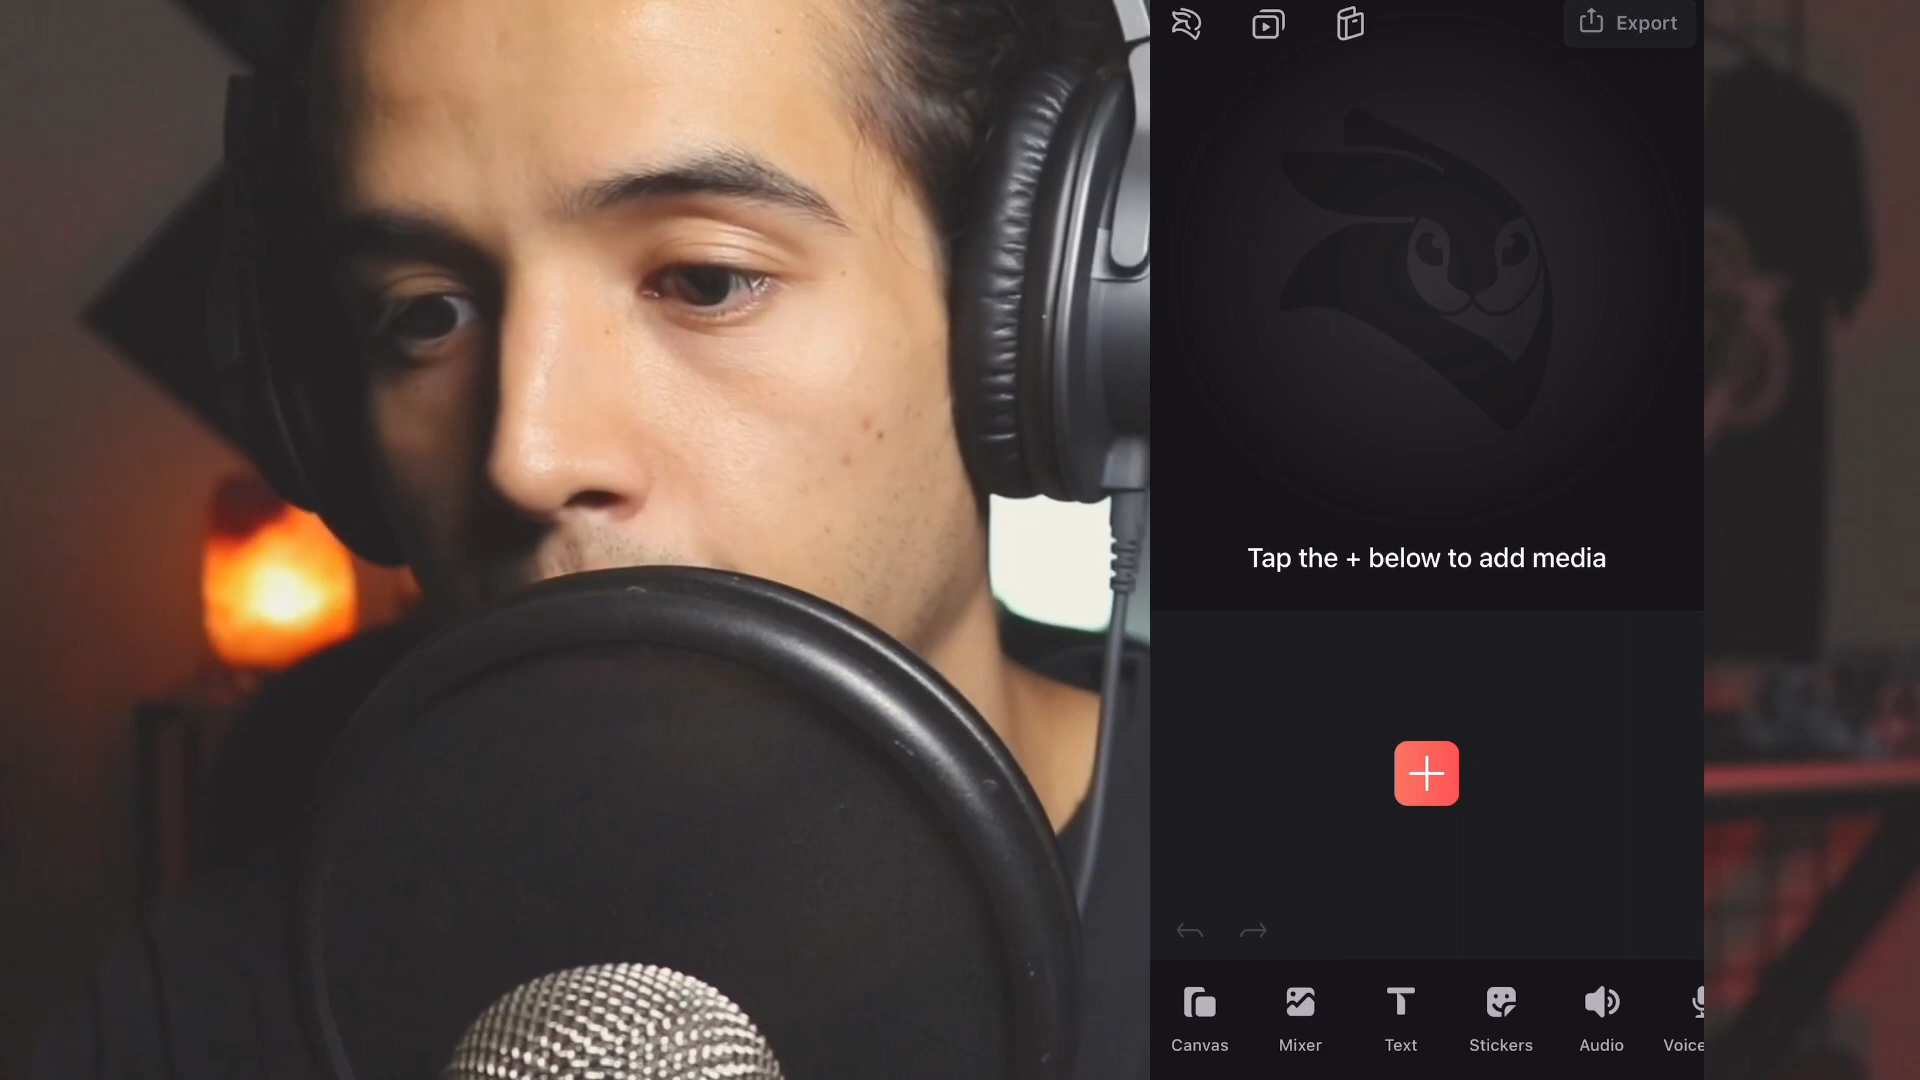 Export
Tap the + below to add media
Canvas Mixer Text Stickers Audio Voice